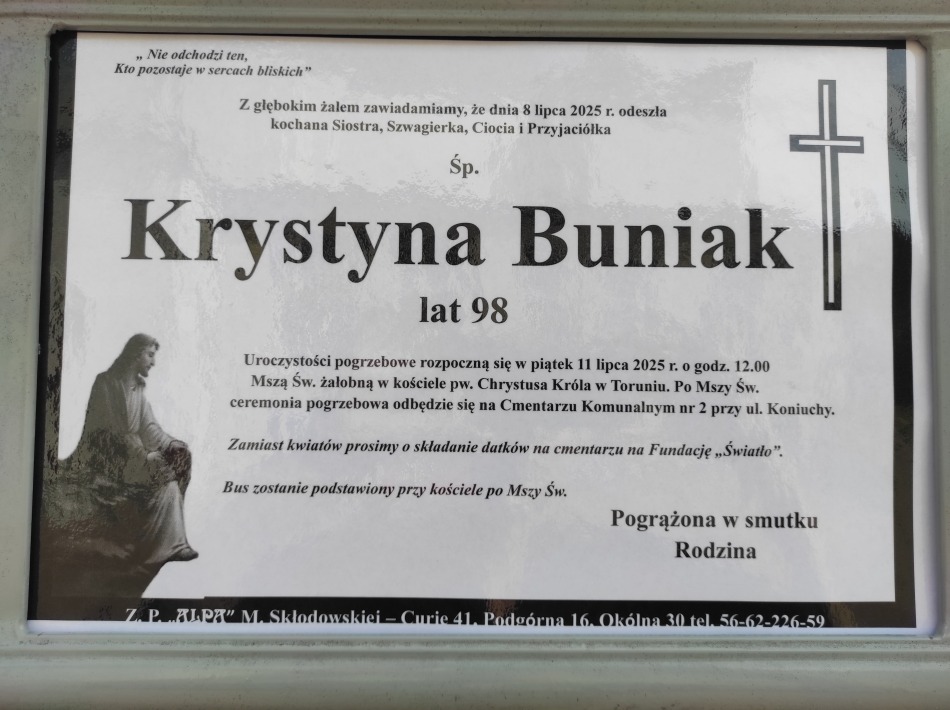 „ Nie odchodzi ten,
Kto pozostaje w sercach bliskich”
Z głębokim żalem zawiadamiamy, że dnia 8 lipca 2025 r. odeszła
kochana Siostra, Szwagierka, Ciocia i Przyjaciółka
Śp.
Krystyna Buniak
lat 98
Uroczystości pogrzebowe rozpoczną się w piątek 11 lipca 2025 r. o godz. 12.00
Mszą Św. żałobną w kościele pw. Chrystusa Króla w Toruniu. Po Mszy Św.
ceremonia pogrzebowa odbędzie się na Cmentarzu Komunalnym nr 2 przy ul. Koniuchy.
Zamiast kwiatów prosimy o składanie datków na cmentarzu na Fundację „Światło”.
Bus zostanie podstawiony przy kościele po Mszy Św.
Pogrążona w smutku
Rodzina
Z. P. „ALPA” M. Skłodowskiej – Curie 41, Podgórna 16, Okólna 30 tel. 56-62-226-59